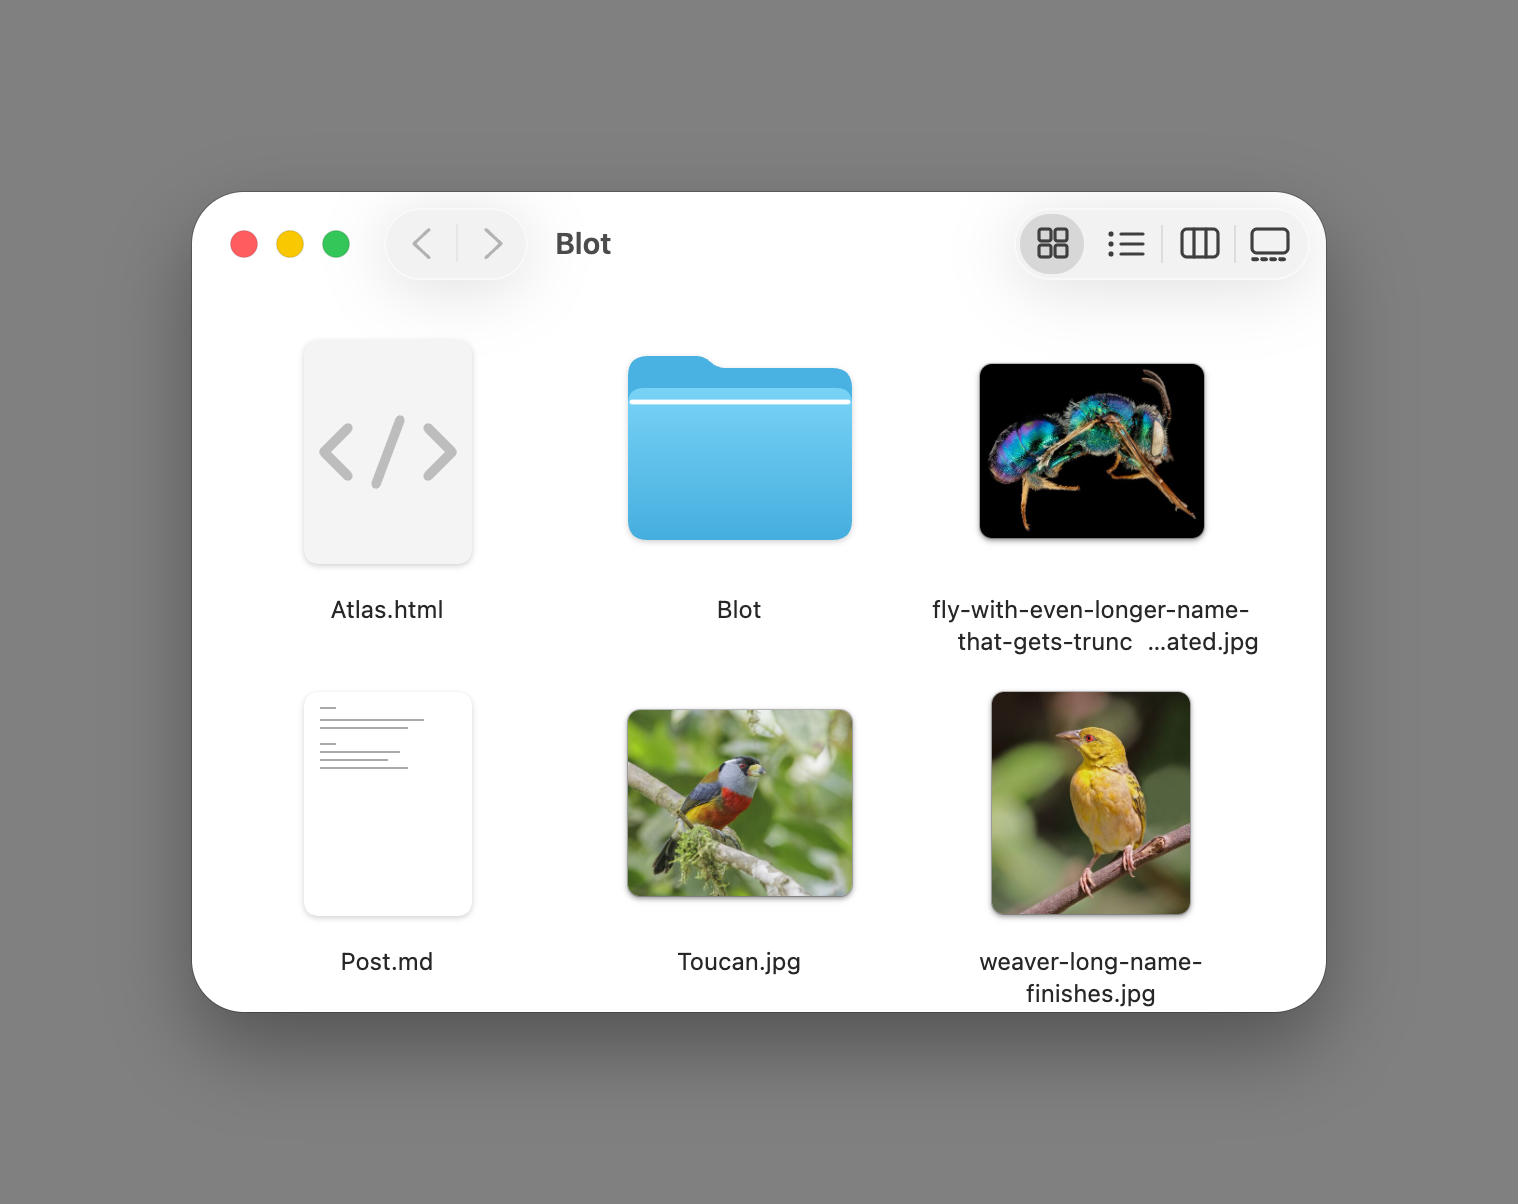 Blot
Atlas.html
Blot
fly-with-even-longer-name-
that-gets-trunc …ated.jpg
Post.md
Toucan.jpg
weaver-long-name-
finishes.jpg